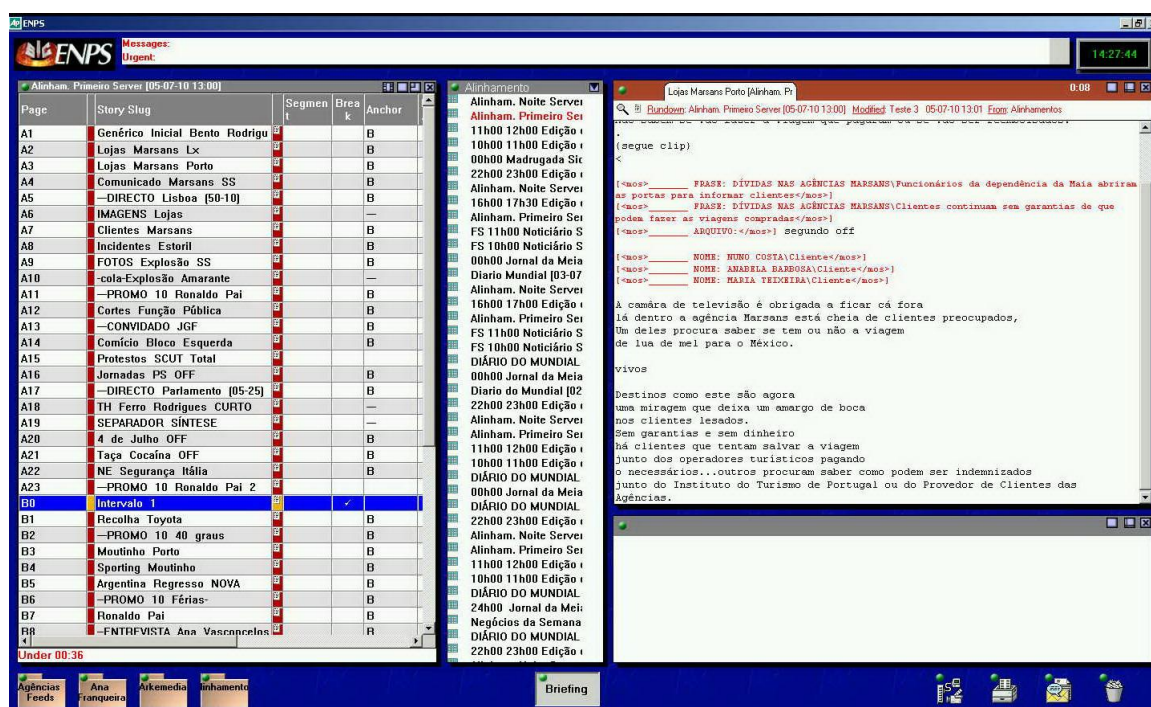 ENPS
ENPS
Messages:
Urgent:
14:27:44
Alinham. Primeiro Server [05-07-10 13:00]
Page Story Slug Segment Break Anchor
A1 Genérico Inicial Bento Rodrigu B
A2 Lojas Marsans Lx B
A3 Lojas Marsans Porto B
A4 Comunicado Marsans SS B
A5 —DIRECTO Lisboa [50-10] B
A6 IMAGENS Lojas —
A7 Clientes Marsans B
A8 Incidentes Estoril B
A9 FOTOS Explosão SS B
A10 -cola-Explosão Amarante —
A11 —PROMO 10 Ronaldo Pai B
A12 Cortes Função Pública B
A13 —CONVIDADO JGF B
A14 Comício Bloco Esquerda B
A15 Protestos SCUT Total
A16 Jornadas PS OFF B
A17 —DIRECTO Parlamento [05-25] B
A18 TH Ferro Rodrigues CURTO —
A19 SEPARADOR SÍNTESE —
A20 4 de Julho OFF B
A21 Taça Cocaína OFF B
A22 NE Segurança Itália B
A23 —PROMO 10 Ronaldo Pai 2
B0 Intervalo 1 ✓
B1 Recolha Toyota B
B2 —PROMO 10 40 graus B
B3 Moutinho Porto B
B4 Sporting Moutinho B
B5 Argentina Regresso NOVA B
B6 —PROMO 10 Férias- B
B7 Ronaldo Pai B
B8 —ENTREVISTA Ana Vasconcelos B
Under 00:36
Alinhamento
Alinham. Noite Server
Alinham. Primeiro Ser
11h00 12h00 Edição
10h00 11h00 Edição
00h00 Madrugada Sic
22h00 23h00 Edição
Alinham. Noite Server
16h00 17h30 Edição
Alinham. Primeiro Ser
FS 11h00 Noticiário S
FS 10h00 Noticiário S
00h00 Jornal da Meia
Diario Mundial [03-07
Alinham. Noite Server
16h00 17h00 Edição
Alinham. Primeiro Ser
FS 11h00 Noticiário S
FS 10h00 Noticiário S
DIÁRIO DO MUNDIAL
00h00 Jornal da Meia
Diario do Mundial [02
22h00 23h00 Edição
Alinham. Noite Server
Alinham. Primeiro Ser
11h00 12h00 Edição
10h00 11h00 Edição
DIÁRIO DO MUNDIAL
00h00 Jornal da Meia
DIÁRIO DO MUNDIAL
22h00 23h00 Edição
Alinham. Noite Server
Alinham. Primeiro Ser
11h00 12h00 Edição
10h00 11h00 Edição
DIÁRIO DO MUNDIAL
24h00 Jornal da Meia
Negócios da Semana
DIÁRIO DO MUNDIAL
22h00 23h00 Edição
Lojas Marsans Porto [Alinham. Pr
0:08
Rundown: Alinham. Primeiro Server [05-07-10 13:00] Modified: Teste 3 05-07-10 13:01 From: Alinhamentos
.
(segue clip)
<
[<mos>_______ FRASE: DÍVIDAS NAS AGÊNCIAS MARSANS\Funcionários da dependência da Maia abriram
as portas para informar clientes</mos>]
[<mos>_______ FRASE: DÍVIDAS NAS AGÊNCIAS MARSANS\Clientes continuam sem garantias de que
podem fazer as viagens compradas</mos>]
[<mos>_______ ARQUIVO:</mos>] segundo off
[<mos>_______ NOME: NUNO COSTA\Cliente</mos>]
[<mos>_______ NOME: ANABELA BARBOSA\Cliente</mos>]
[<mos>_______ NOME: MARIA TEIXEIRA\Cliente</mos>]
A camâra de televisão é obrigada a ficar cá fora
lá dentro a agência Marsans está cheia de clientes preocupados,
Um deles procura saber se tem ou não a viagem
de lua de mel para o México.
vivos
Destinos como este são agora
uma miragem que deixa um amargo de boca
nos clientes lesados.
Sem garantias e sem dinheiro
há clientes que tentam salvar a viagem
junto dos operadores turísticos pagando
o necessários...outros procuram saber como podem ser indemnizados
junto do Instituto do Turismo de Portugal ou do Provedor de Clientes das
Agências.
Agências Feeds
Ana Franqueira
Arkemedia
linhamento
Briefing